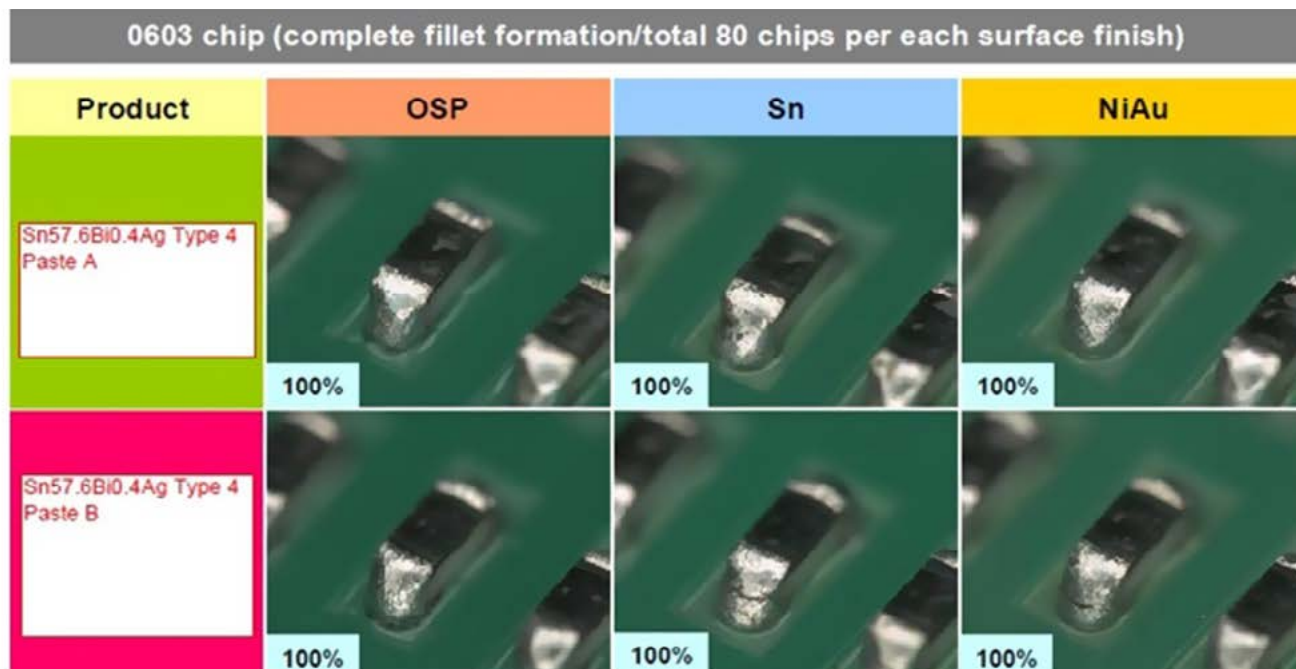 0603 chip (complete fillet formation/total 80 chips per each surface finish)
Product
OSP
Sn
NiAu
Sn57.6Bi0.4Ag Type 4
Paste A
100%
100%
100%
Sn57.6Bi0.4Ag Type 4
Paste B
100%
100%
100%